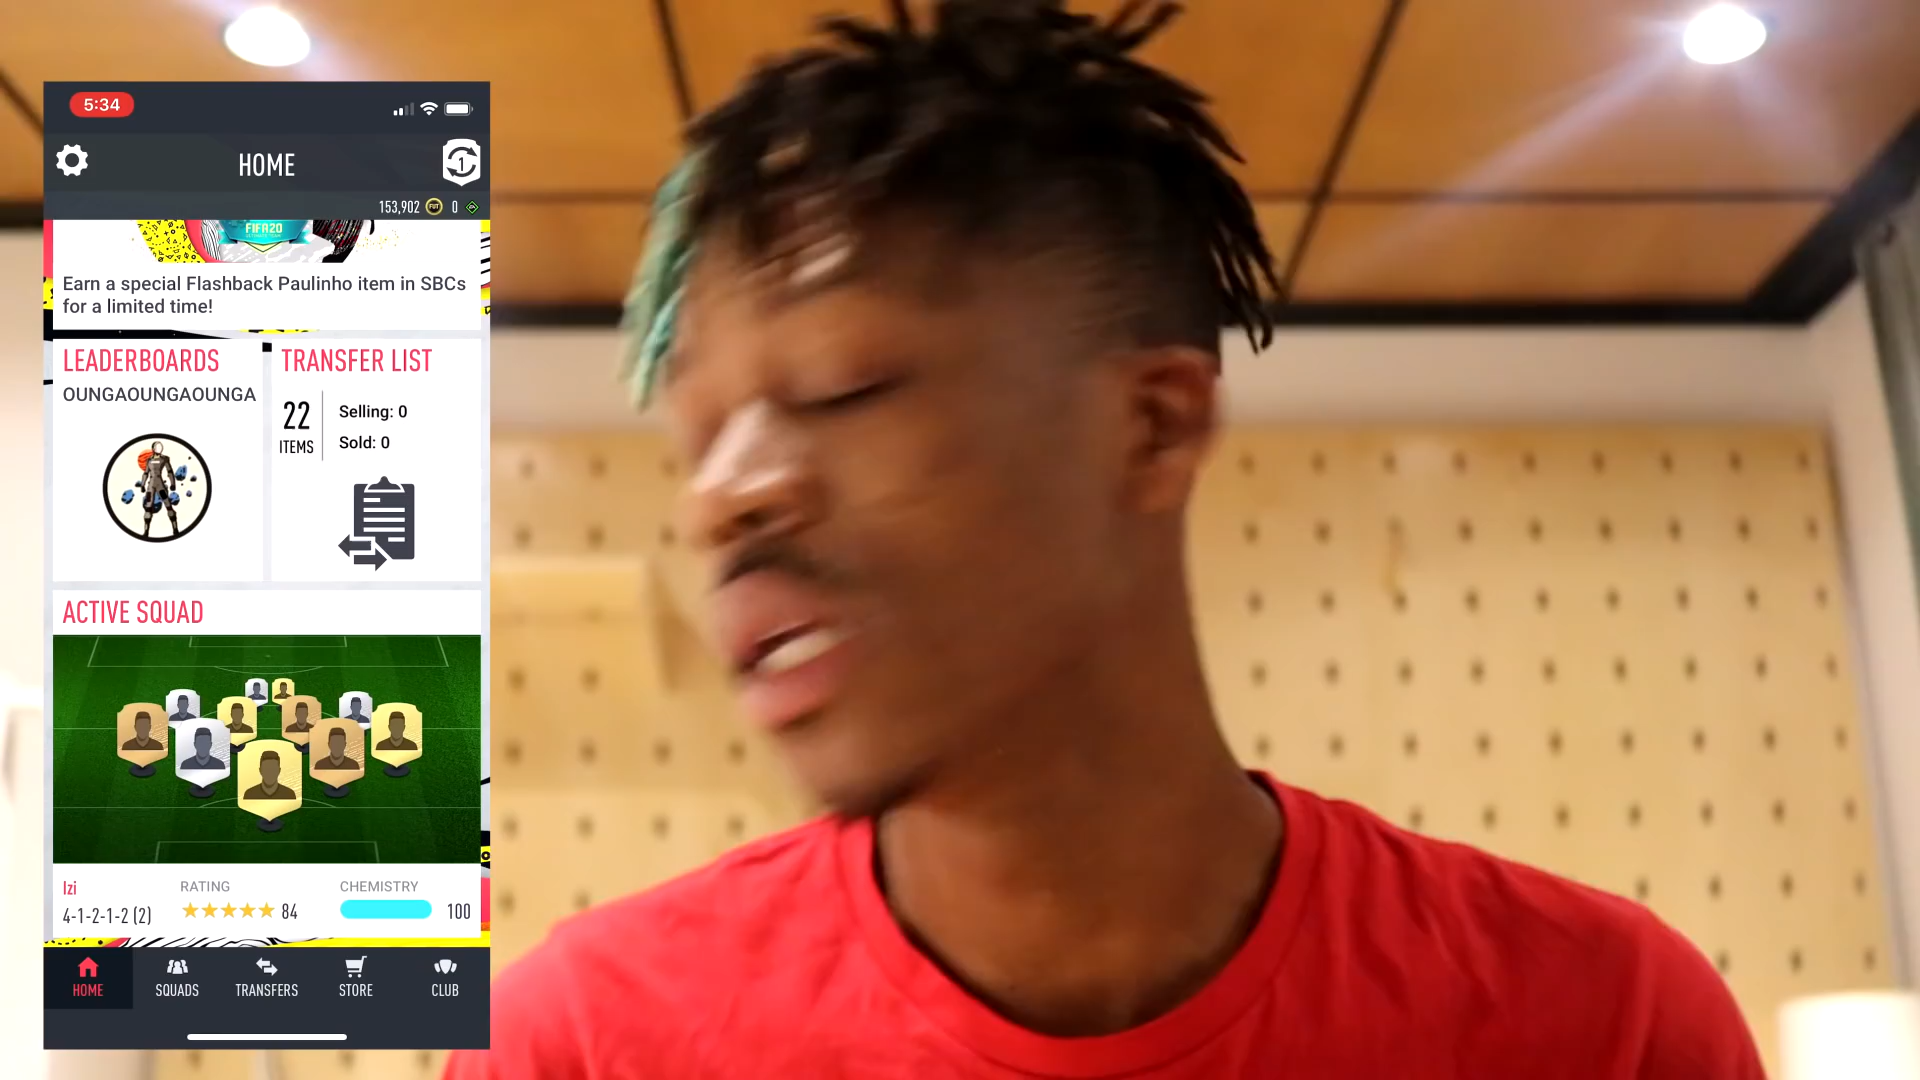 5:34
HOME
1
153,902 FUT 0
FIFA20
Earn a special Flashback Paulinho item in SBCs
for a limited time!
LEADERBOARDS
OUNGAOUNGAOUNGA
TRANSFER LIST
22
ITEMS
Selling: 0
Sold: 0
ACTIVE SQUAD
Izi
4-1-2-1-2 (2)
RATING
84
CHEMISTRY
100
HOME
SQUADS
TRANSFERS
STORE
CLUB